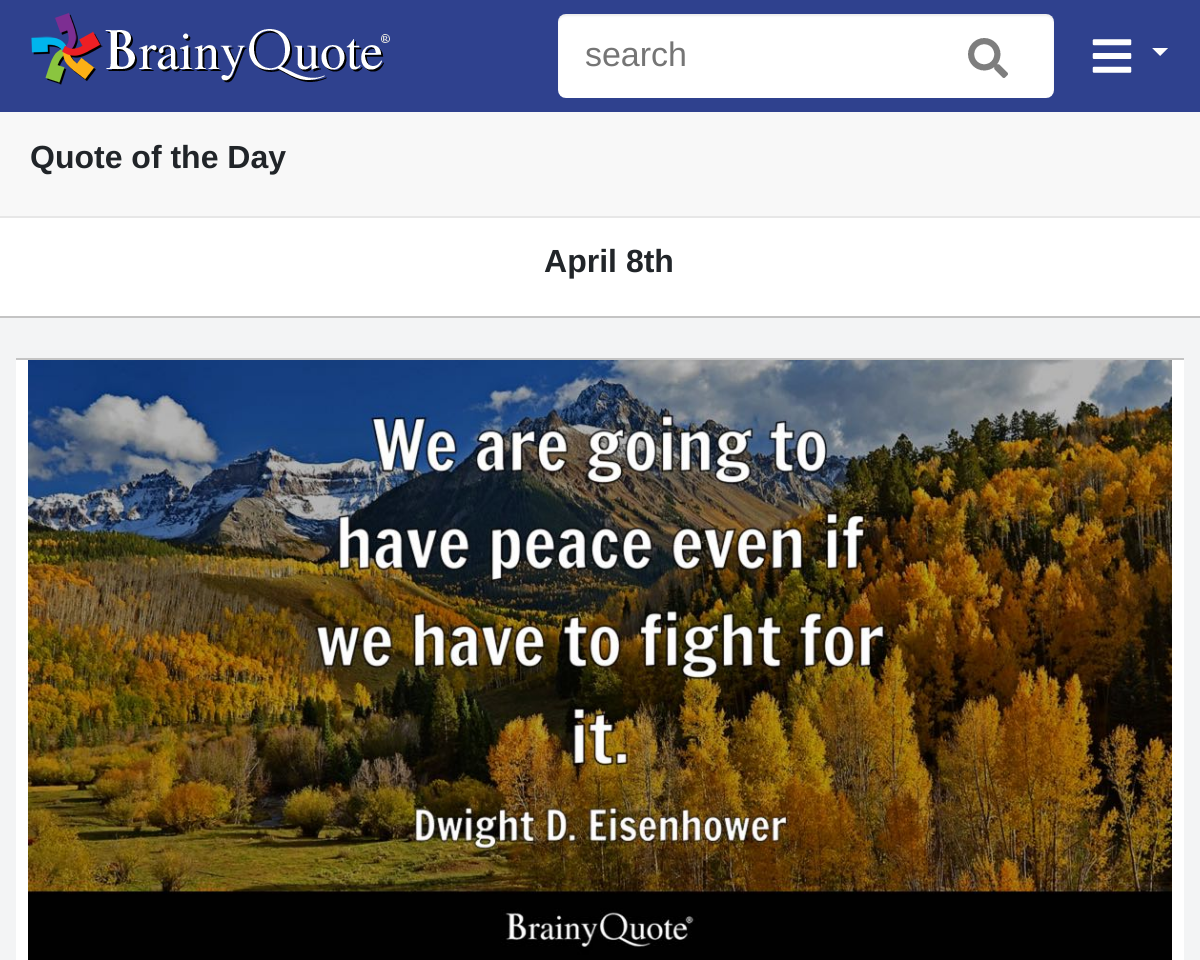 BrainyQuote®
search
Quote of the Day
April 8th
We are going to
have peace even if
we have to fight for
it.
Dwight D. Eisenhower
BrainyQuote®